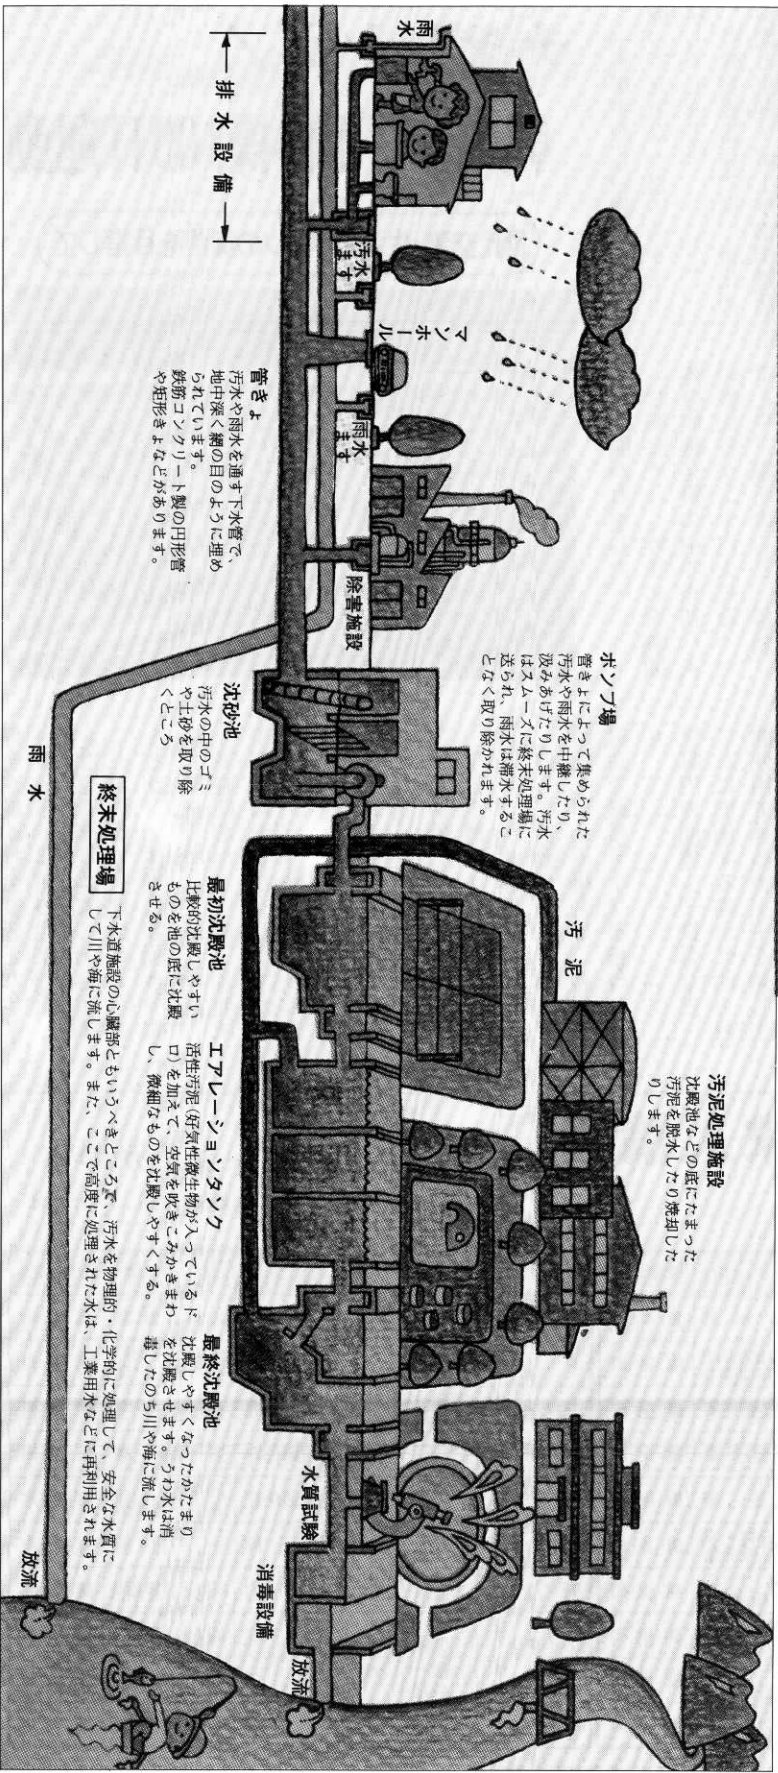 雨水
← 排水設備 →
汚水
ます
マンホール
雨水
ます
除害施設
管きょ
汚水や雨水を通す下水管で、
地中深く網の目のように埋め
られています。
鉄筋コンクリート製の円形管
や矩形きょなどがあります。
ポンプ場
管きょによって集められた
汚水や雨水を中継したり、
汲みあげたりします。汚水
はスムーズに終末処理場に
送られ、雨水は滞水するこ
となく取り除かれます。
沈砂池
汚水の中のゴミ
や土砂を取り除
くところ
雨水
汚泥
汚泥処理施設
沈殿池などの底にたまった
汚泥を脱水したり焼却した
りします。
最初沈殿池
比較的沈殿しやすい
ものを池の底に沈殿
させる。
エアレーションタンク
活性汚泥(好気性微生物が入っているド
ロ)を加えて、空気を吹きこみかきまわ
し、微細なものを沈殿しやすくする。
最終沈殿池
沈殿しやすくなったかたまり
を沈殿させます。うわ水は消
毒したのち川や海に流します。
水質試験
消毒設備
放流
終末処理場
下水道施設の心臓部ともいうべきところで、汚水を物理的・化学的に処理して、安全な水質に
して川や海に流します。また、ここで高度に処理された水は、工業用水などに再利用されます。
放流